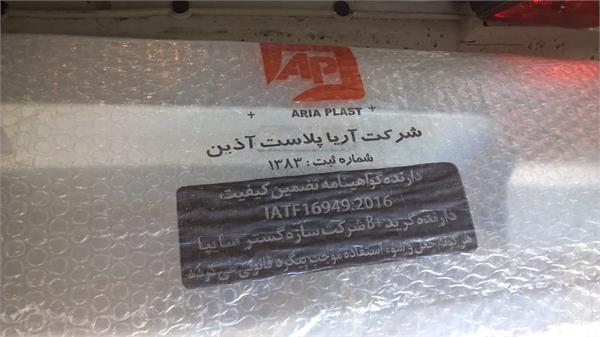 AP
ARIA PLAST
شرکت آریا پلاست آذین
شماره ثبت : ۱۳۸۳
دارنده گواهینامه تضمین کیفیت
IATF16949:2016
دارنده گرید +B شرکت سازه گستر سایپا
هرگونه جعل و سوء استفاده موجب پیگرد قانونی می باشد